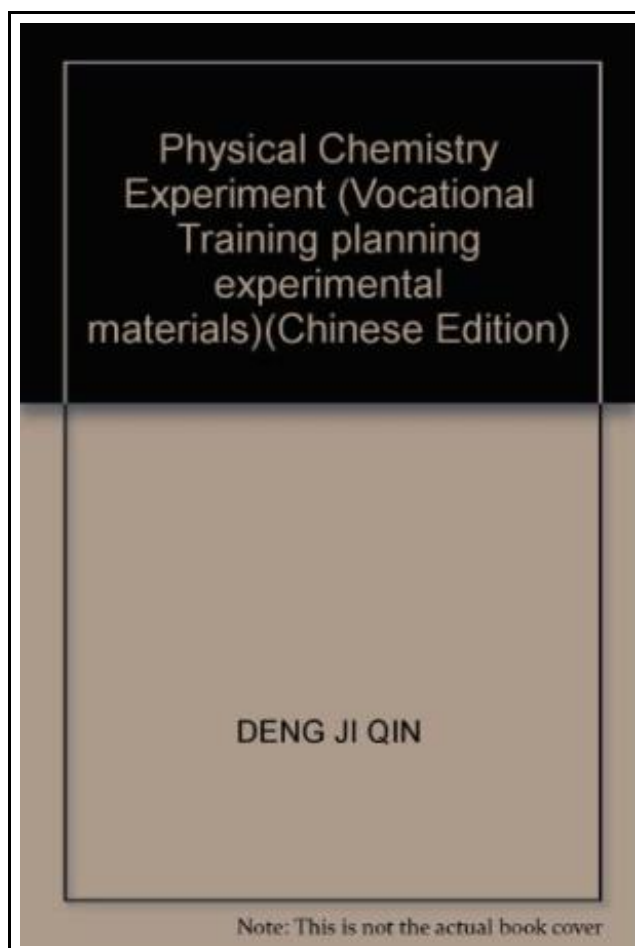 Physical Chemistry
Experiment (Vocational
Training planning
experimental
materials)(Chinese Edition)
DENG JI QIN
Note: This is not the actual book cover